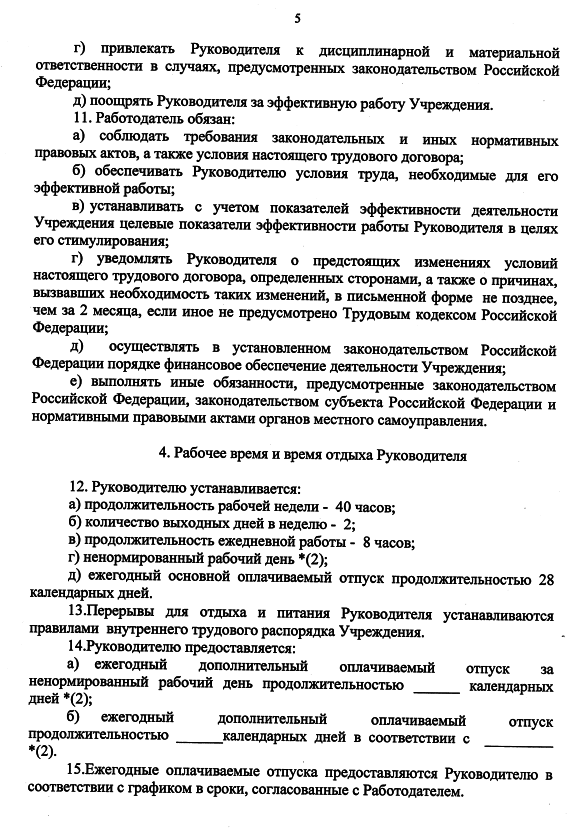 5
г) привлекать Руководителя к дисциплинарной и материальной
ответственности в случаях, предусмотренных законодательством Российской
Федерации;
д) поощрять Руководителя за эффективную работу Учреждения.
11. Работодатель обязан:
а) соблюдать требования законодательных и иных нормативных
правовых актов, а также условия настоящего трудового договора;
б) обеспечивать Руководителю условия труда, необходимые для его
эффективной работы;
в) устанавливать с учетом показателей эффективности деятельности
Учреждения целевые показатели эффективности работы Руководителя в целях
его стимулирования;
г) уведомлять Руководителя о предстоящих изменениях условий
настоящего трудового договора, определенных сторонами, а также о причинах,
вызвавших необходимость таких изменений, в письменной форме не позднее,
чем за 2 месяца, если иное не предусмотрено Трудовым кодексом Российской
Федерации;
д) осуществлять в установленном законодательством Российской
Федерации порядке финансовое обеспечение деятельности Учреждения;
е) выполнять иные обязанности, предусмотренные законодательством
Российской Федерации, законодательством субъекта Российской Федерации и
нормативными правовыми актами органов местного самоуправления.
4. Рабочее время и время отдыха Руководителя
12. Руководителю устанавливается:
а) продолжительность рабочей недели - 40 часов;
б) количество выходных дней в неделю - 2;
в) продолжительность ежедневной работы - 8 часов;
г) ненормированный рабочий день *(2);
д) ежегодный основной оплачиваемый отпуск продолжительностью 28
календарных дней.
13.Перерывы для отдыха и питания Руководителя устанавливаются
правилами внутреннего трудового распорядка Учреждения.
14.Руководителю предоставляется:
а) ежегодный дополнительный оплачиваемый отпуск за
ненормированный рабочий день продолжительностью ______ календарных
дней *(2);
б) ежегодный дополнительный оплачиваемый отпуск
продолжительностью ______календарных дней в соответствии с _________
*(2).
15.Ежегодные оплачиваемые отпуска предоставляются Руководителю в
соответствии с графиком в сроки, согласованные с Работодателем.